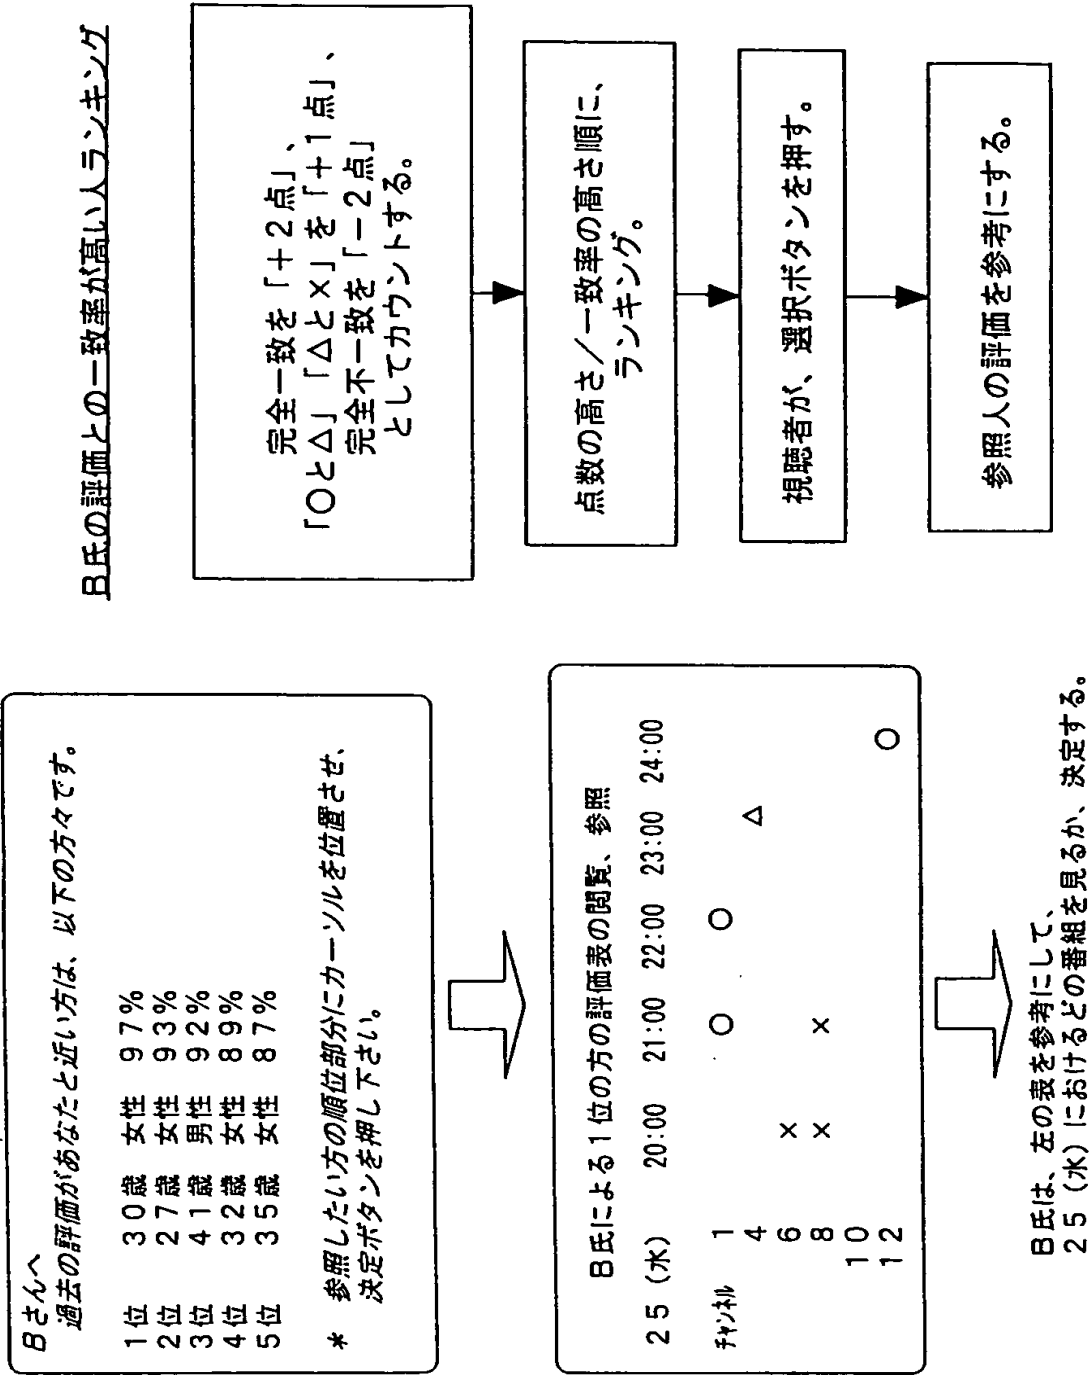 B氏の評価との一致率が高い人ランキング
Bさんへ
過去の評価があなたと近い方は、以下の方々です。
1位 30歳 女性 97%
2位 27歳 女性 93%
3位 41歳 男性 92%
4位 32歳 女性 89%
5位 35歳 女性 87%
* 参照したい方の順位部分にカーソルを位置させ、
決定ボタンを押し下さい。
完全一致を「+2点」、
「○と△」「△と×」を「+1点」、
完全不一致を「−2点」
としてカウントする。
点数の高さ/一致率の高さ順に、
ランキング。
視聴者が、選択ボタンを押す。
参照人の評価を参考にする。
B氏による1位の方の評価表の閲覧、参照
25(水) 20:00 21:00 22:00 23:00 24:00
チャンネル 1 ○ ○
4 △
6 ×
8 × ×
10
12 ○
B氏は、左の表を参考にして、
25(水)におけるどの番組を見るか、決定する。